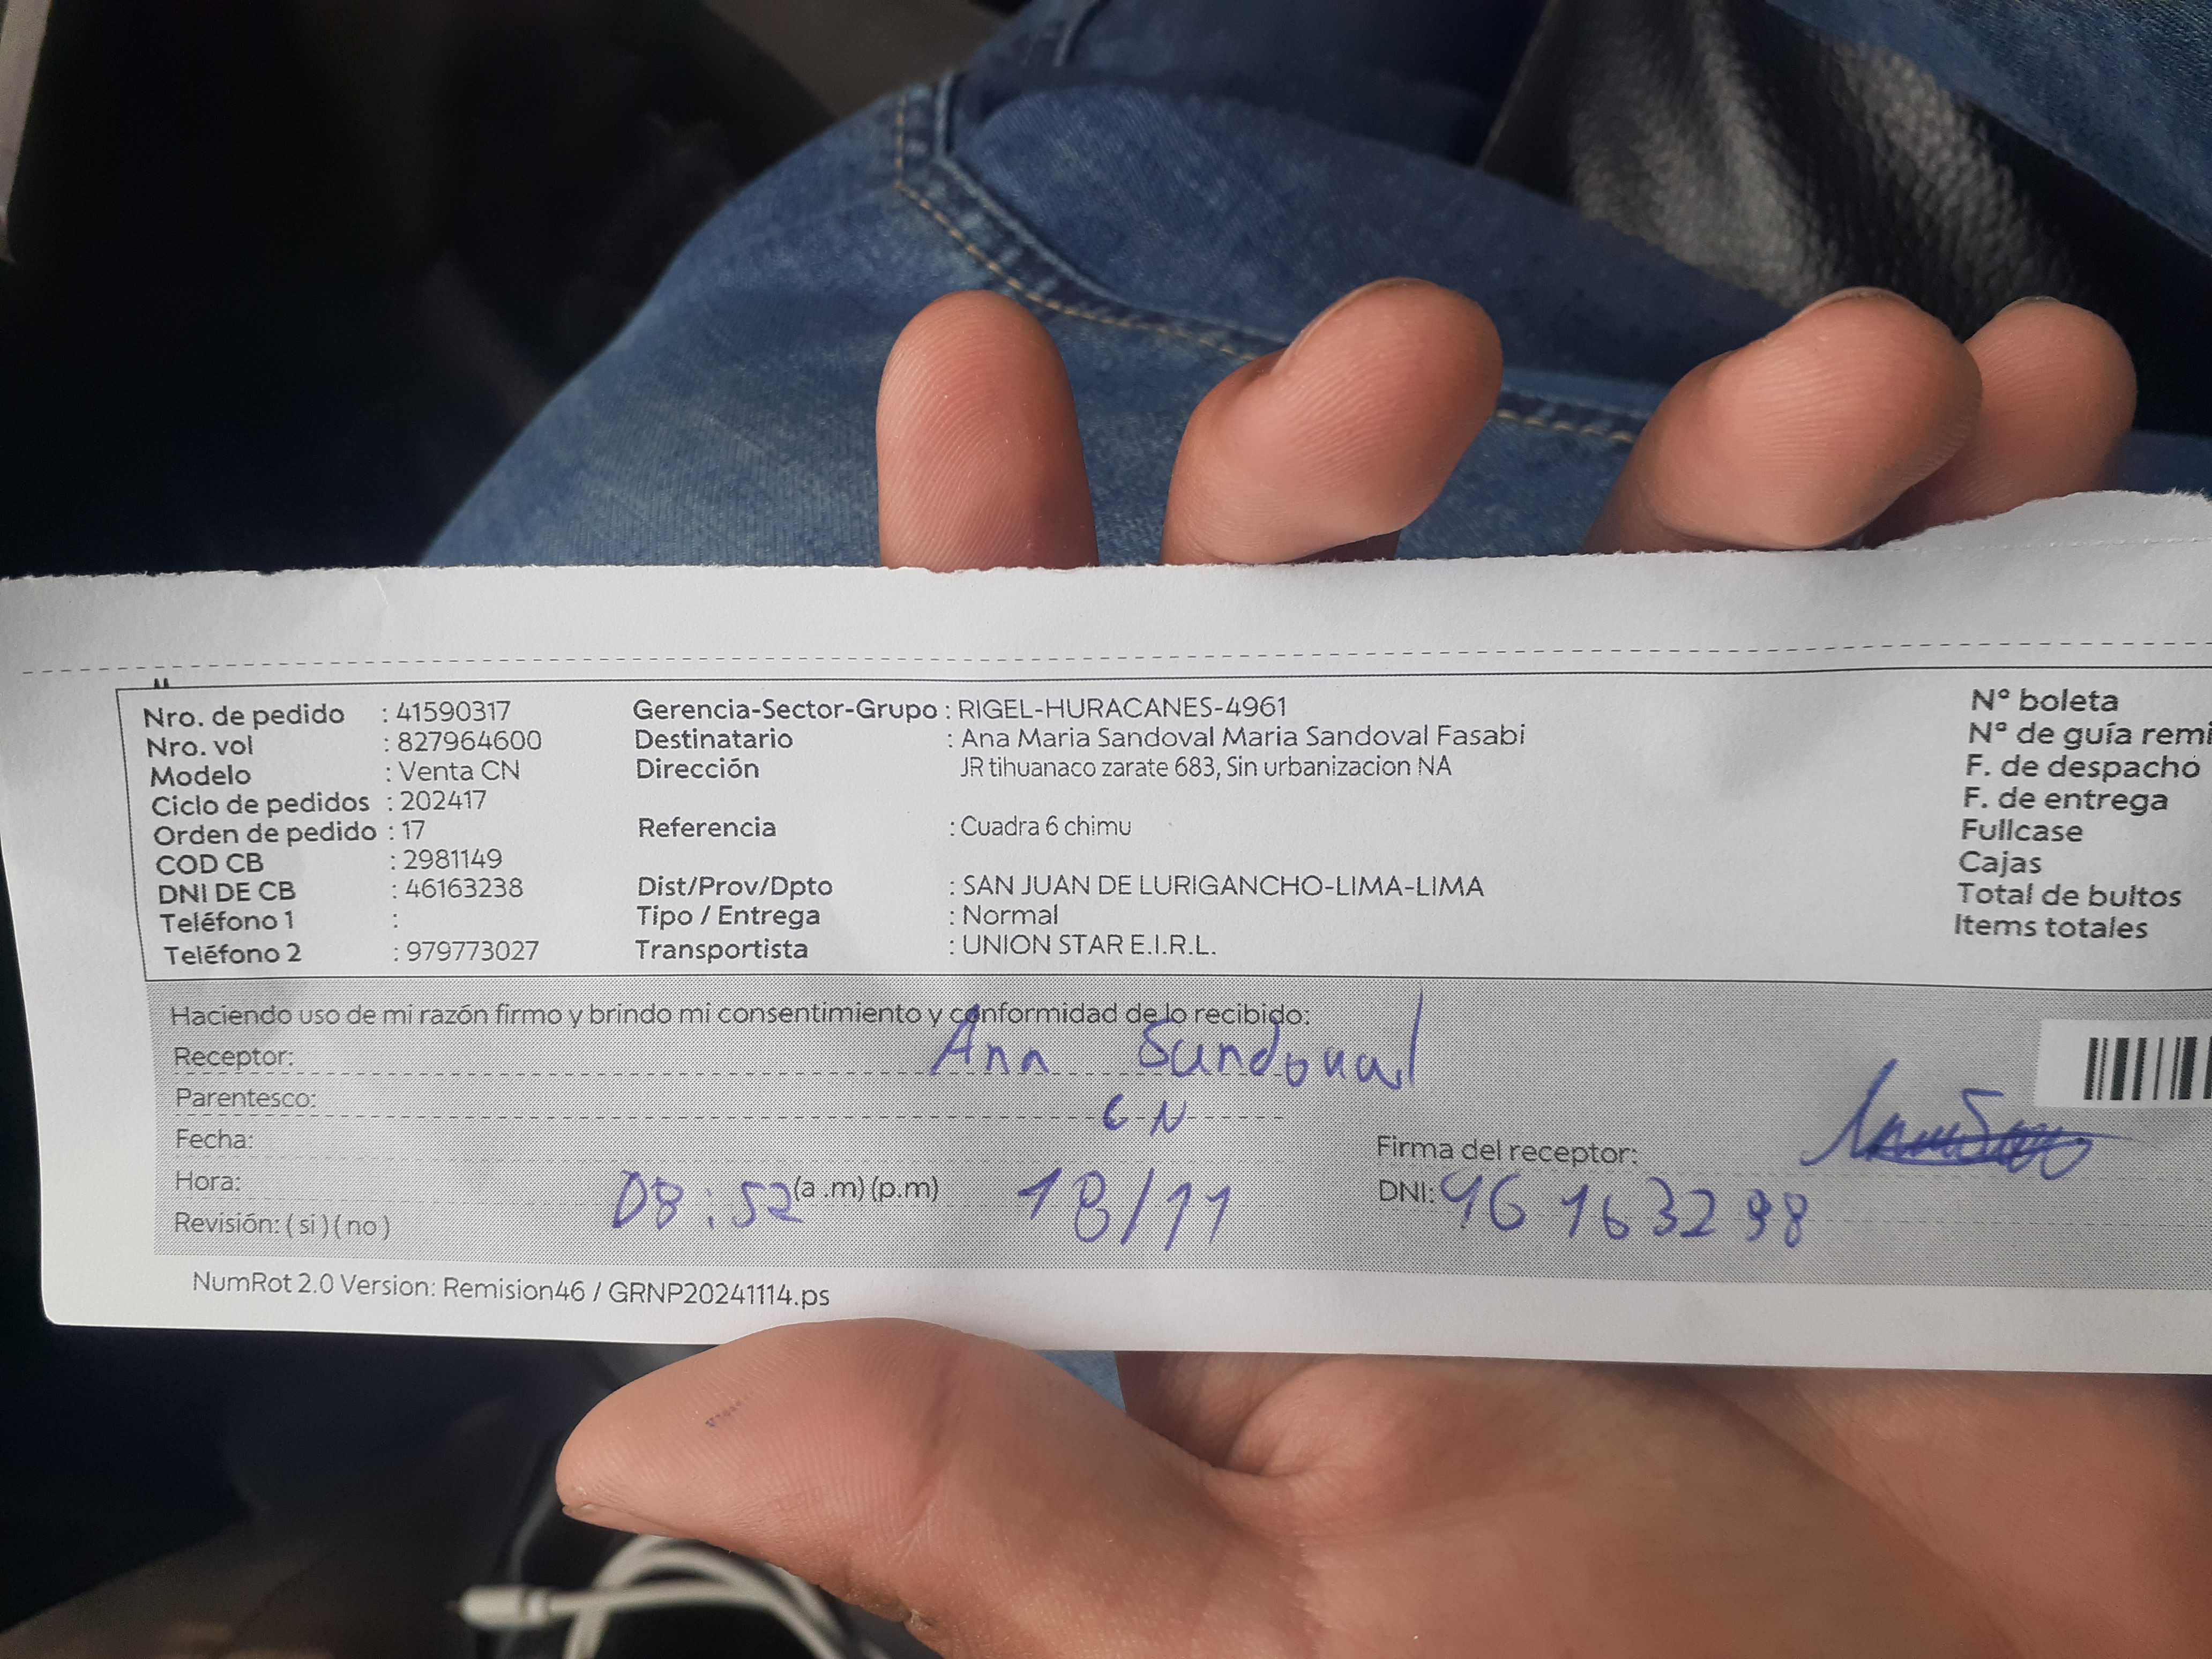 Nro. de pedido : 41590317 Gerencia-Sector-Grupo : RIGEL-HURACANES-4961 N° boleta
Nro. vol : 827964600 Destinatario : Ana Maria Sandoval Maria Sandoval Fasabi N° de guía remi
Modelo : Venta CN Dirección JR tihuanaco zarate 683, Sin urbanizacion NA F. de despacho
Ciclo de pedidos : 202417 F. de entrega
Orden de pedido : 17 Referencia : Cuadra 6 chimu Fullcase
COD CB : 2981149 Cajas
DNI DE CB : 46163238 Dist/Prov/Dpto : SAN JUAN DE LURIGANCHO-LIMA-LIMA Total de bultos
Teléfono 1 : Tipo / Entrega : Normal Items totales
Teléfono 2 : 979773027 Transportista : UNION STAR E.I.R.L.
Haciendo uso de mi razón firmo y brindo mi consentimiento y conformidad de lo recibido:
Receptor: Ana Sandoval
Parentesco: CN
Fecha: Firma del receptor:
Hora: 08:52 (a .m) (p.m) 18/11 DNI: 46163238
Revisión: ( si ) ( no )
NumRot 2.0 Version: Remision46 / GRNP20241114.ps